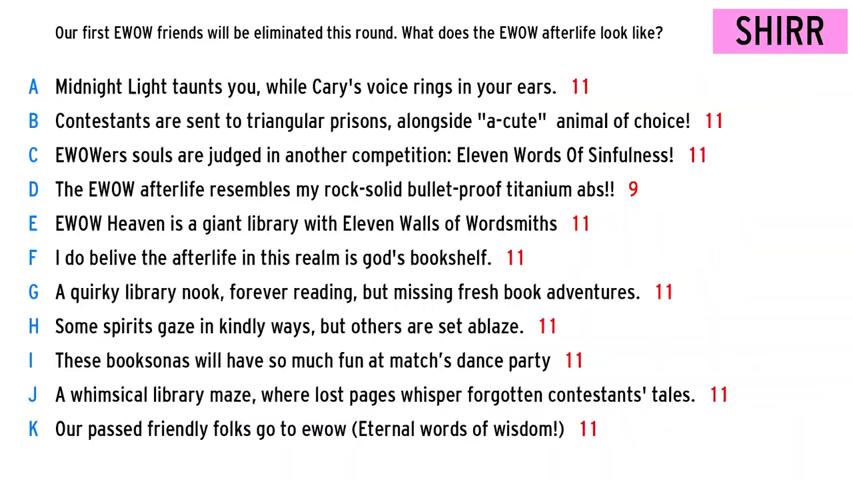 Our first EWOW friends will be eliminated this round. What does the EWOW afterlife look like?
SHIRR
A Midnight Light taunts you, while Cary's voice rings in your ears. 11
B Contestants are sent to triangular prisons, alongside "a-cute" animal of choice! 11
C EWOWers souls are judged in another competition: Eleven Words Of Sinfulness! 11
D The EWOW afterlife resembles my rock-solid bullet-proof titanium abs!! 9
E EWOW Heaven is a giant library with Eleven Walls of Wordsmiths 11
F I do belive the afterlife in this realm is god's bookshelf. 11
G A quirky library nook, forever reading, but missing fresh book adventures. 11
H Some spirits gaze in kindly ways, but others are set ablaze. 11
I These booksonas will have so much fun at match’s dance party 11
J A whimsical library maze, where lost pages whisper forgotten contestants' tales. 11
K Our passed friendly folks go to ewow (Eternal words of wisdom!) 11